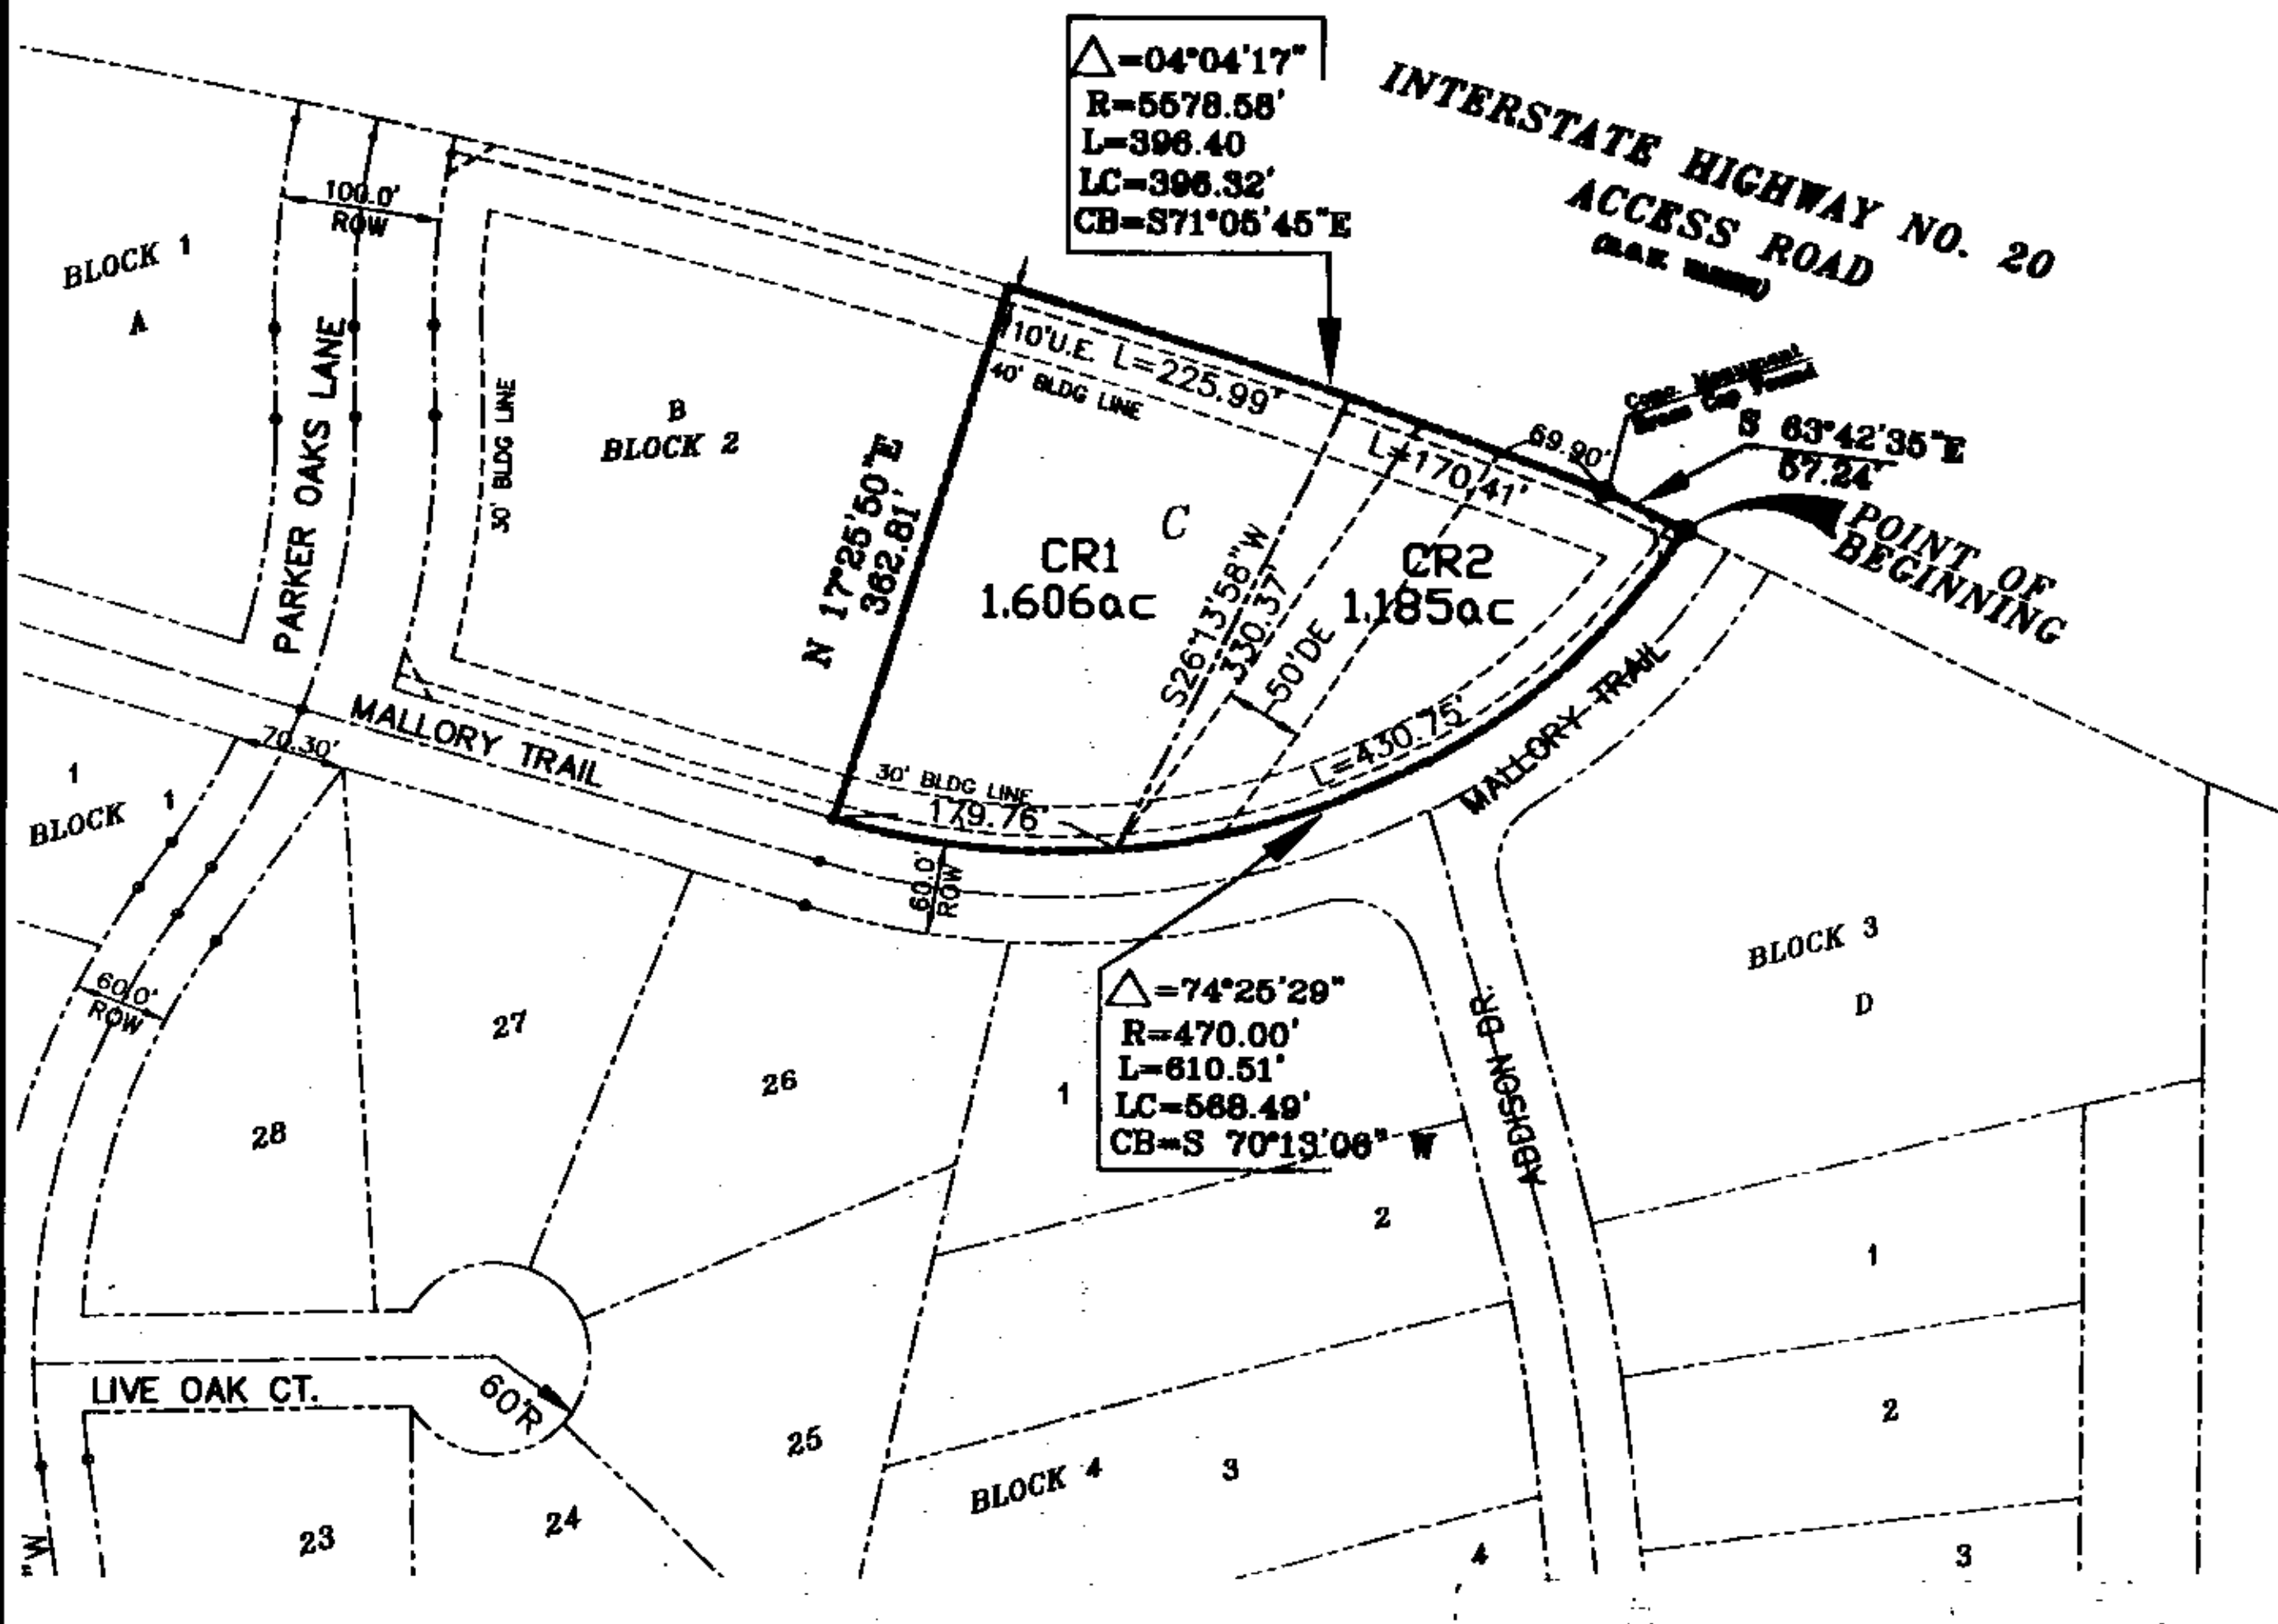 △=04°04'17"
R=5578.58'
L=396.40
LC=396.32'
CB=S71°05'45"E
INTERSTATE HIGHWAY NO. 20
ACCESS ROAD
100.0'
ROW
BLOCK 1
A
PARKER OAKS LANE
30' BLDG LINE
B
BLOCK 2
10'U.E. L=225.99'
40' BLDG LINE
N 17°25'50"E
362.81'
C
CR1
1.606ac
L=170.41'
69.90'
Conc. Monument
Brass Cap Found
S 63°42'35"E
57.24'
POINT OF
BEGINNING
CR2
1.185ac
S26°13'58"W
330.37'
50'DE
L=430.75'
MALLORY TRAIL
MALLORY TRAIL
70.30'
1
BLOCK 1
30' BLDG LINE
179.76'
60.0'
ROW
60.0'
ROW
△=74°25'29"
R=470.00'
L=610.51'
LC=568.49'
CB=S 70°13'06" W
ADDISON DR.
BLOCK 3
D
28
27
26
1
2
1
2
3
LIVE OAK CT.
60'R
25
BLOCK 4
3
4
23
24
"W